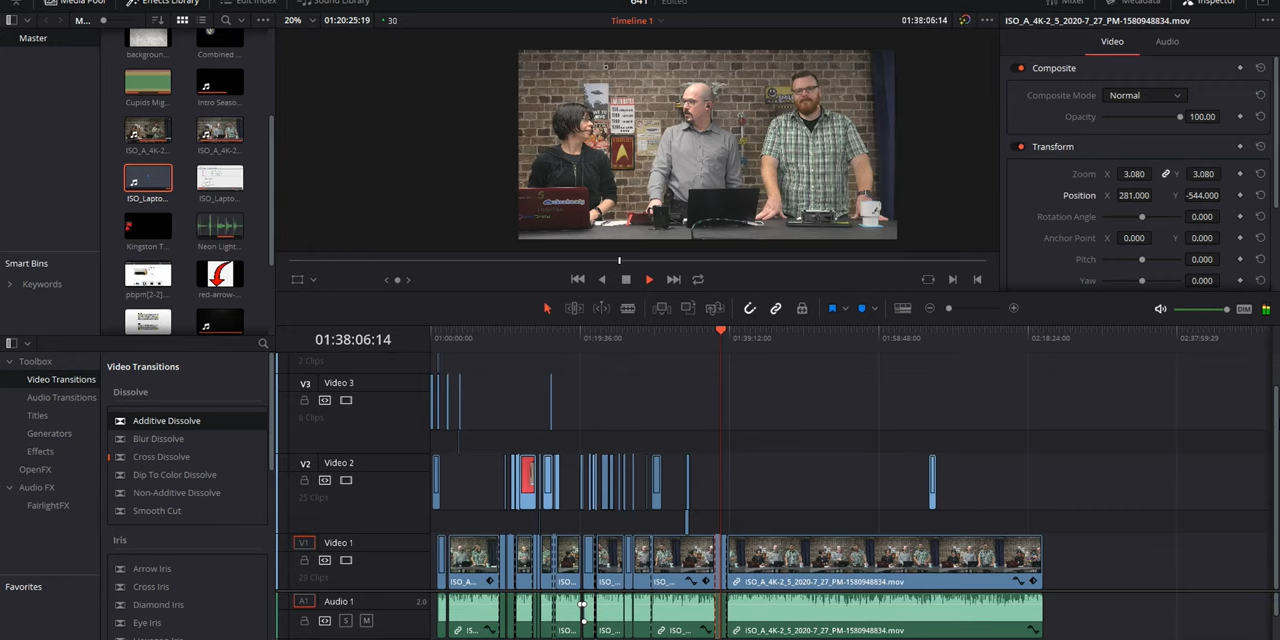 Media Pool Effects Library Edit Index Sound Library 641 Edited Mixer Metadata Inspector
M... 20% 01:20:25:19 30 Timeline 1 01:38:06:14 ISO_A_4K-2_5_2020-7_27_PM-1580948834.mov
Master
Video Audio
backgroun... Combined ...
Composite
Composite Mode Normal
Opacity 100.00
Cupids Mig... Intro Seaso...
Transform
ISO_A_4K-2... ISO_A_4K-2...
Zoom X 3.080 Y 3.080
Position X 281.000 Y -544.000
ISO_Lapto... ISO_Lapto...
Rotation Angle 0.000
Kingston T... Neon Light...
Anchor Point X 0.000 Y 0.000
Pitch 0.000
Smart Bins
Keywords
pbpm[2-2]... red-arrow-...
Yaw 0.000
DIM
01:38:06:14 01:00:00:00 01:19:36:00 01:39:12:00 01:58:48:00 02:18:24:00 02:37:59:29
Toolbox
Video Transitions
Audio Transitions
Titles
Generators
Effects
OpenFX
Audio FX
FairlightFX
Favorites
Video Transitions
Dissolve
Additive Dissolve
Blur Dissolve
Cross Dissolve
Dip To Color Dissolve
Non-Additive Dissolve
Smooth Cut
Iris
Arrow Iris
Cross Iris
Diamond Iris
Eye Iris
2 Clips
V3 Video 3
6 Clips
V2 Video 2
25 Clips
V1 Video 1
29 Clips
ISO_A... ISO... ISO_... ISO_... ISO_A_4K-2_5_2020-7_27_PM-1580948834.mov
A1 Audio 1 2.0
S M
IS... ISO... ISO_... ISO_... ISO_A_4K-2_5_2020-7_27_PM-1580948834.mov